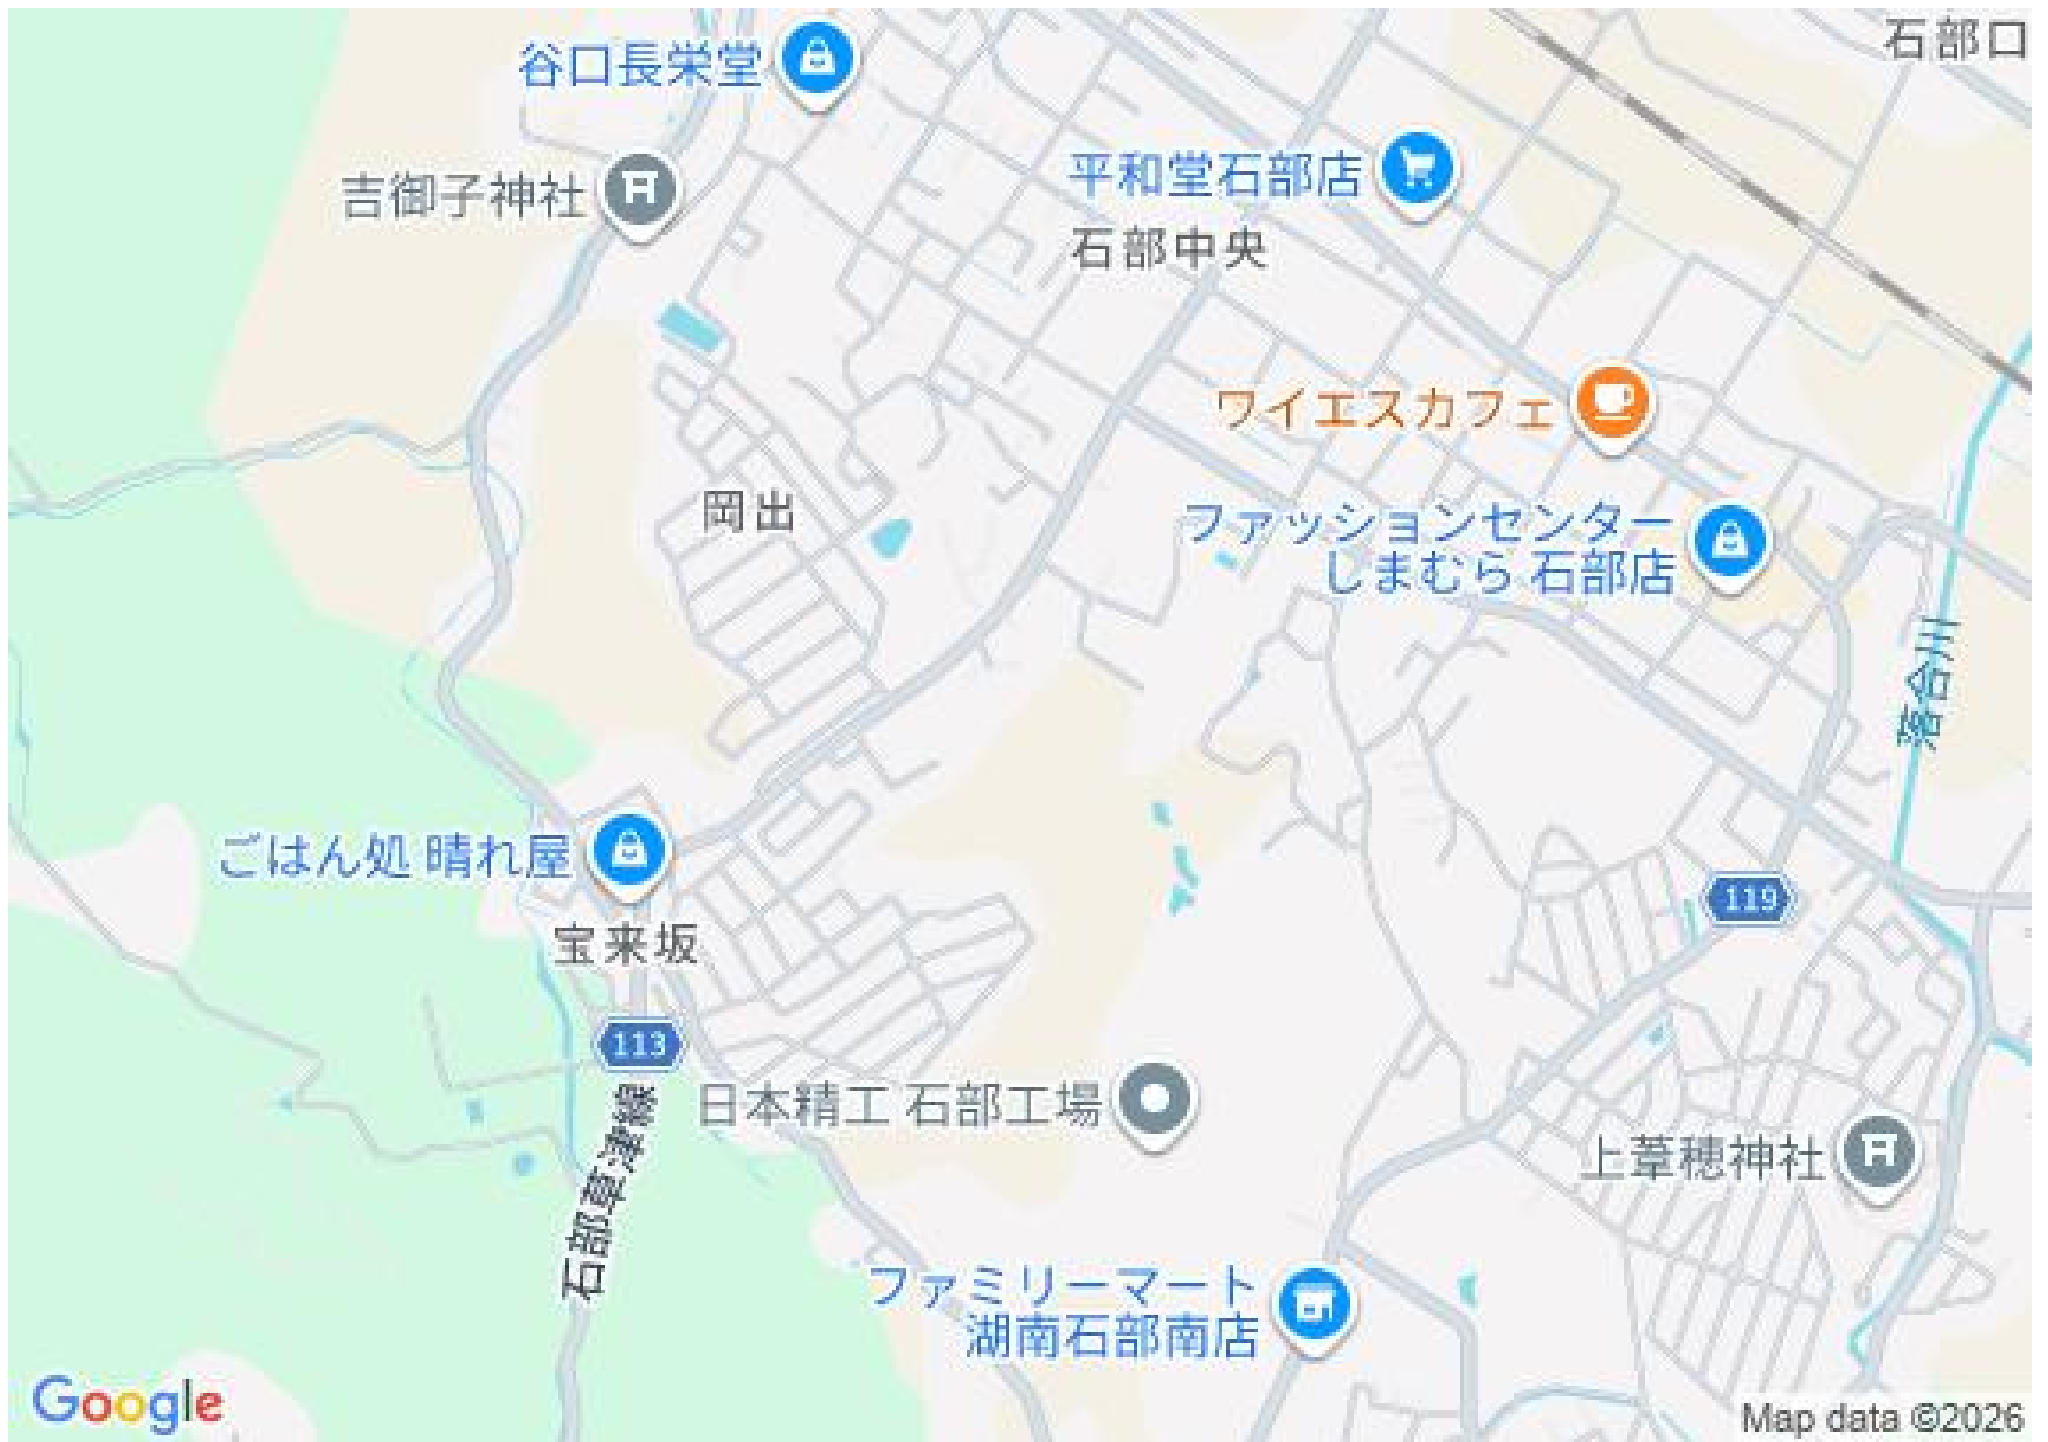 石部口
谷口長栄堂
平和堂石部店
吉御子神社
石部中央
ワイエスカフェ
岡出
ファッションセンター
しまむら 石部店
落合川
ごはん処 晴れ屋
119
宝来坂
113
日本精工 石部工場
石部草津線
上葦穂神社
ファミリーマート
湖南石部南店
Google
Map data ©2026